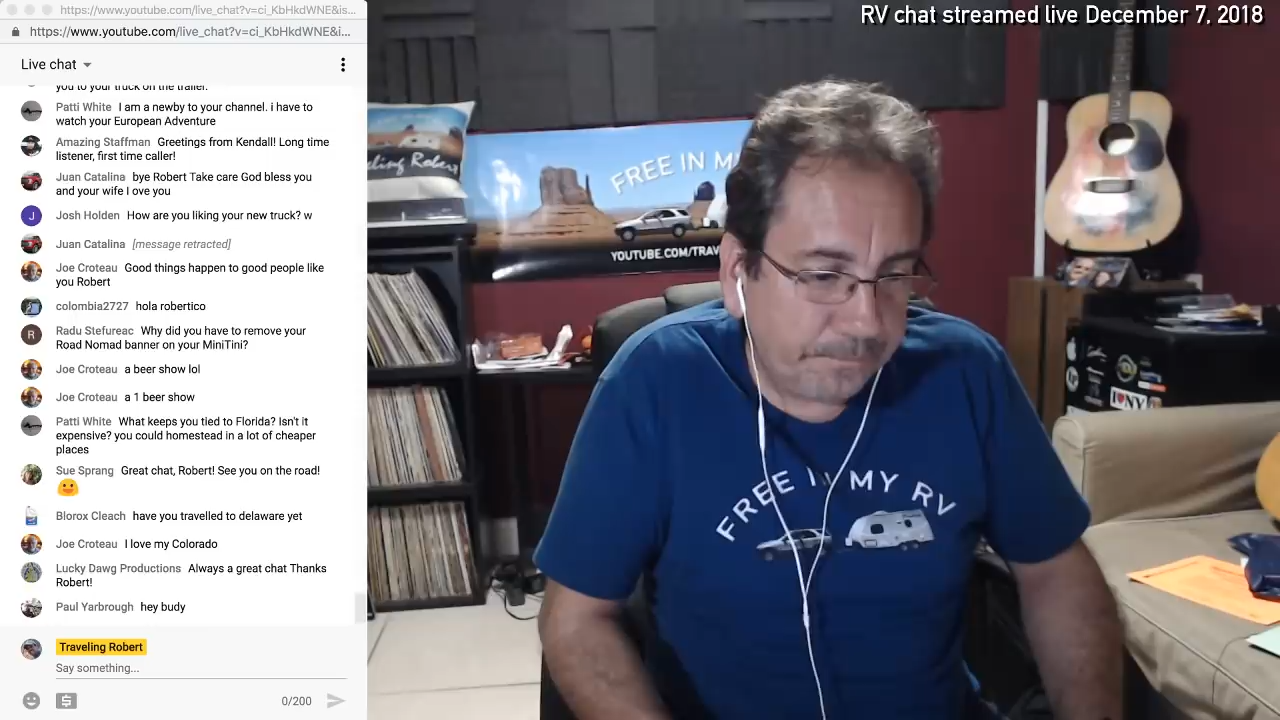 RV chat streamed live December 7, 2018
https://www.youtube.com/live_chat?v=ci_KbHkdWNE&is...
https://www.youtube.com/live_chat?v=ci_KbHkdWNE&i...
Live chat
you to your truck on the trailer.
Patti White I am a newby to your channel. i have to
watch your European Adventure
Amazing Staffman Greetings from Kendall! Long time
listener, first time caller!
Juan Catalina bye Robert Take care God bless you
and your wife I ove you
J Josh Holden How are you liking your new truck? w
Juan Catalina [message retracted]
Joe Croteau Good things happen to good people like
you Robert
colombia2727 hola robertico
R Radu Stefureac Why did you have to remove your
Road Nomad banner on your MiniTini?
Joe Croteau a beer show lol
Joe Croteau a 1 beer show
Patti White What keeps you tied to Florida? Isn't it
expensive? you could homestead in a lot of cheaper
places
Sue Sprang Great chat, Robert! See you on the road!
Blorox Cleach have you travelled to delaware yet
Joe Croteau I love my Colorado
Lucky Dawg Productions Always a great chat Thanks
Robert!
Paul Yarbrough hey budy
Traveling Robert
Say something...
0/200
eling Robert
FREE IN M
YOUTUBE.COM/TRAV
FREE IN MY RV
I NY